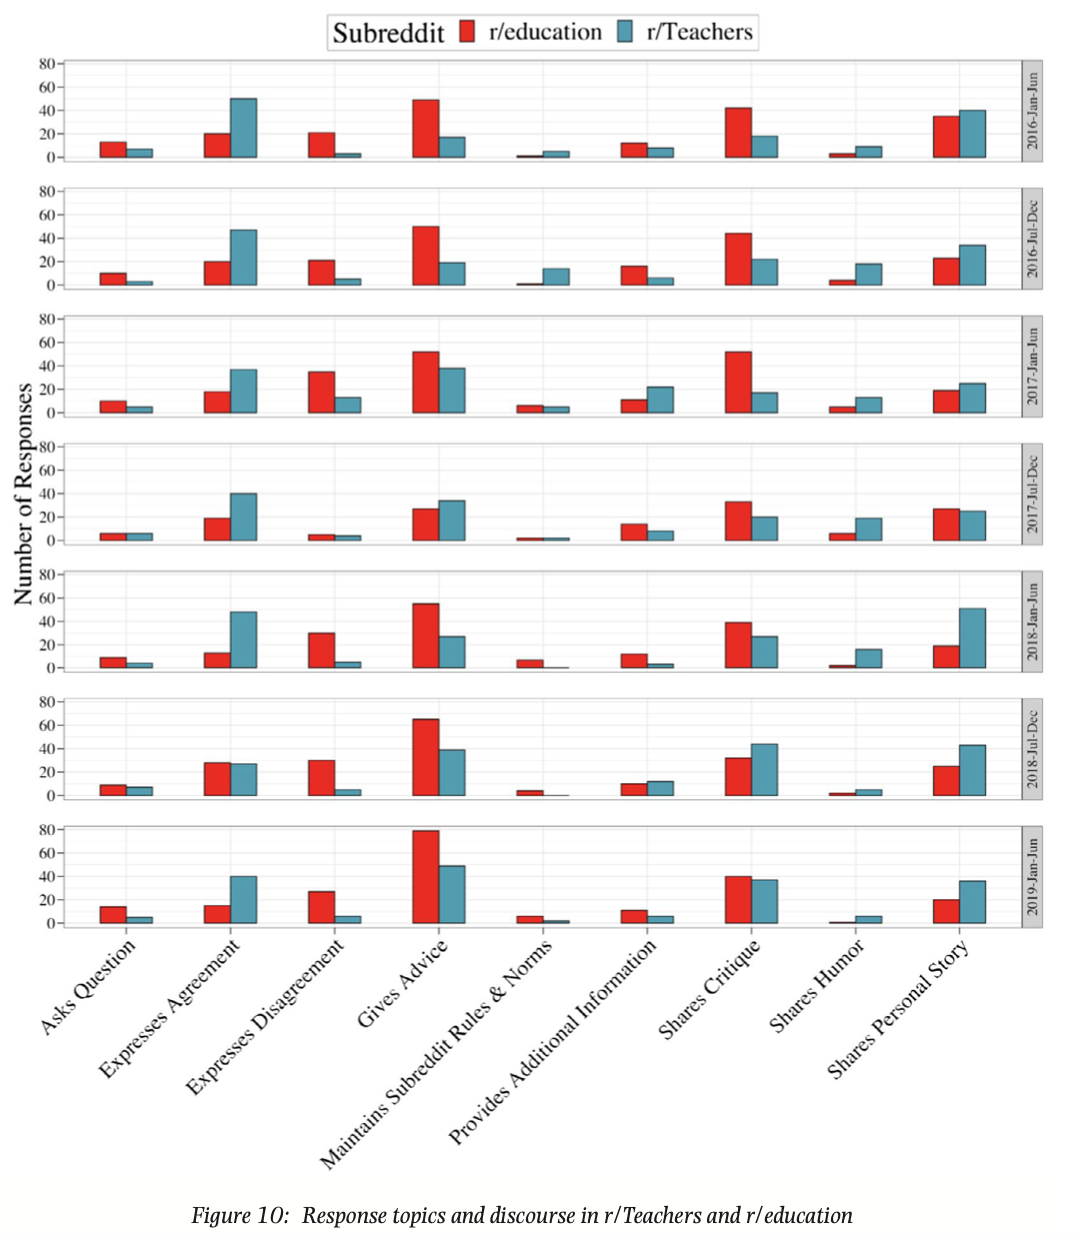 Subreddit r/education r/Teachers
Number of Responses
80
60
40
20
0
2016-Jan-Jun
80
60
40
20
0
2016-Jul-Dec
80
60
40
20
0
2017-Jan-Jun
80
60
40
20
0
2017-Jul-Dec
80
60
40
20
0
2018-Jan-Jun
80
60
40
20
0
2018-Jul-Dec
80
60
40
20
0
2019-Jan-Jun
Asks Question
Expresses Agreement
Expresses Disagreement
Gives Advice
Maintains Subreddit Rules & Norms
Provides Additional Information
Shares Critique
Shares Humor
Shares Personal Story
Figure 10: Response topics and discourse in r/Teachers and r/education